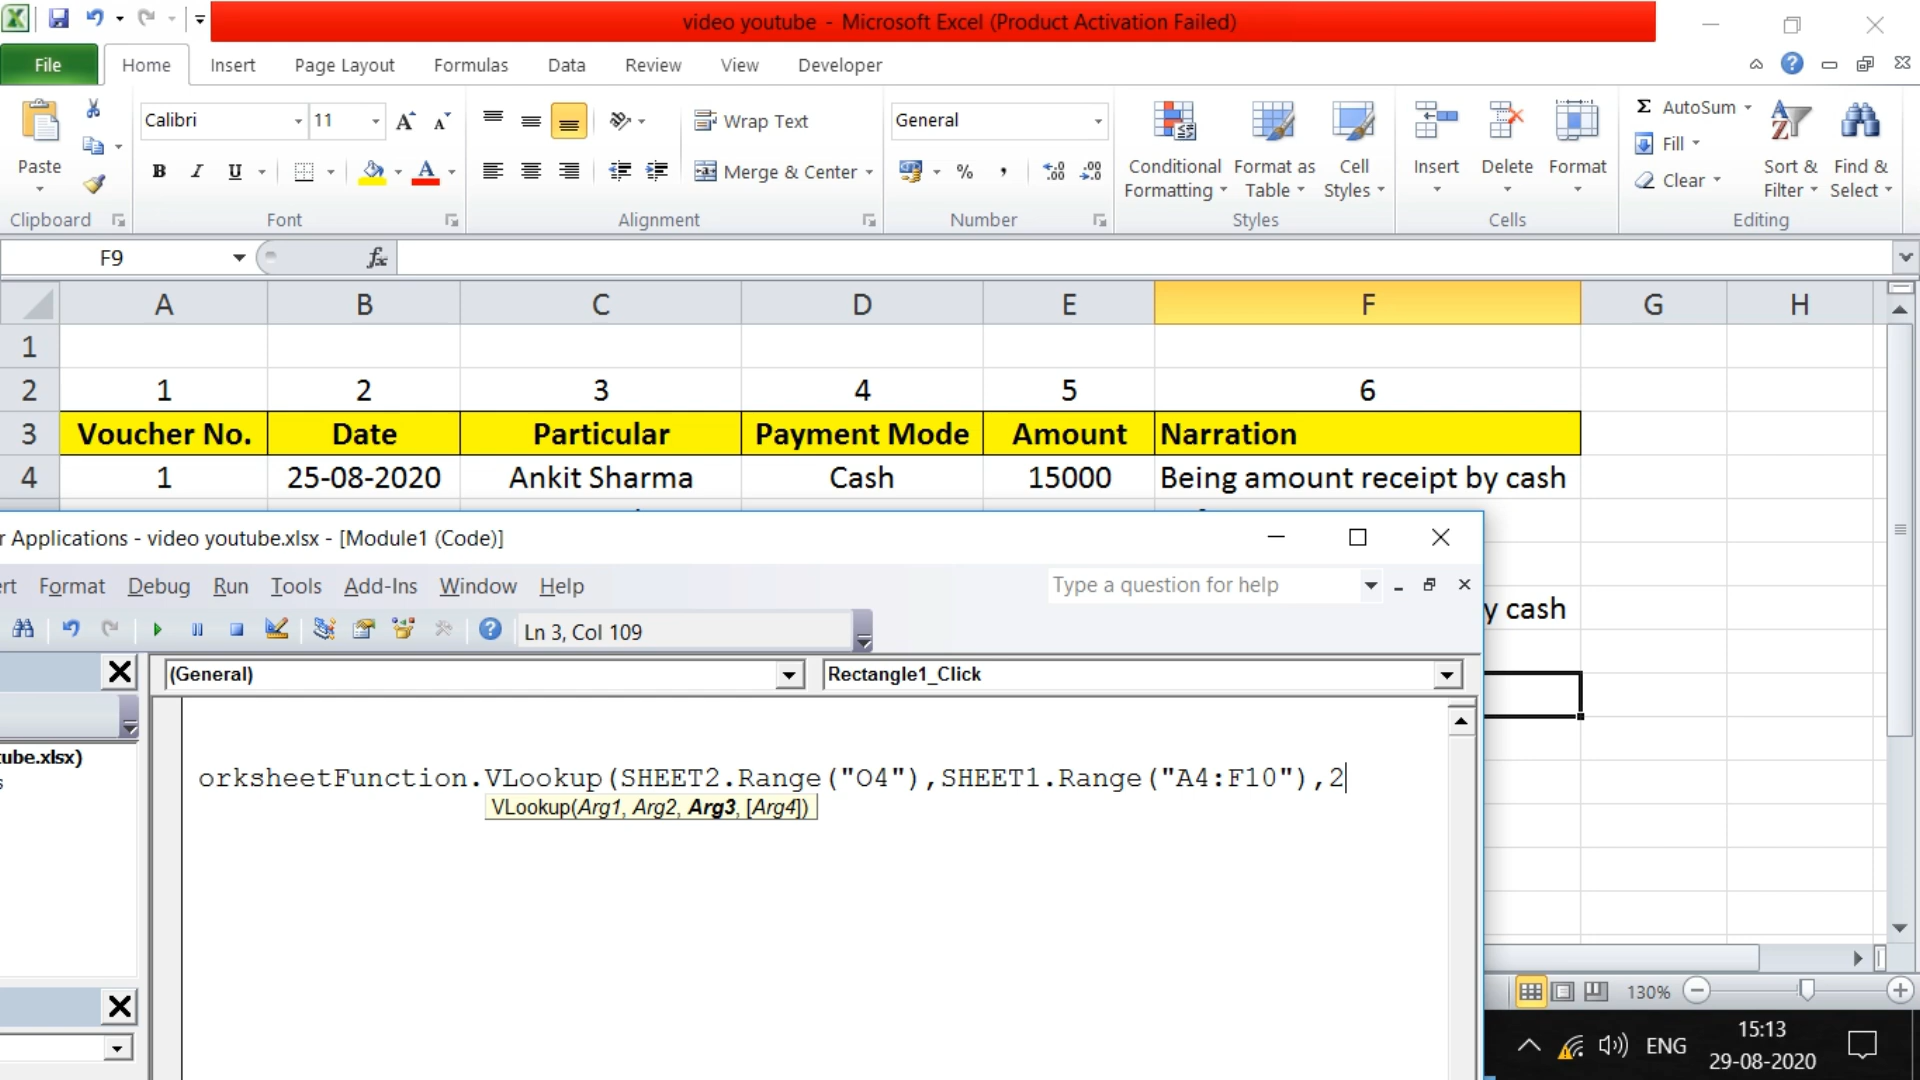 video youtube - Microsoft Excel (Product Activation Failed)
File Home Insert Page Layout Formulas Data Review View Developer
Paste
Clipboard
Calibri 11
B I U
Font
Wrap Text
Merge & Center
Alignment
General
% ,
Number
Conditional Formatting
Format as Table
Cell Styles
Styles
Insert Delete Format
Cells
Σ AutoSum
Fill
Clear
Sort & Filter
Find & Select
Editing
F9 fx
A B C D E F G H
1
2 1 2 3 4 5 6
3 Voucher No. Date Particular Payment Mode Amount Narration
4 1 25-08-2020 Ankit Sharma Cash 15000 Being amount receipt by cash
y cash
r Applications - video youtube.xlsx - [Module1 (Code)]
ert Format Debug Run Tools Add-Ins Window Help
Type a question for help
Ln 3, Col 109
(General) Rectangle1_Click
tube.xlsx)
orksheetFunction.VLookup(SHEET2.Range("O4"),SHEET1.Range("A4:F10"),2
VLookup(Arg1, Arg2, Arg3, [Arg4])
130%
ENG
15:13
29-08-2020